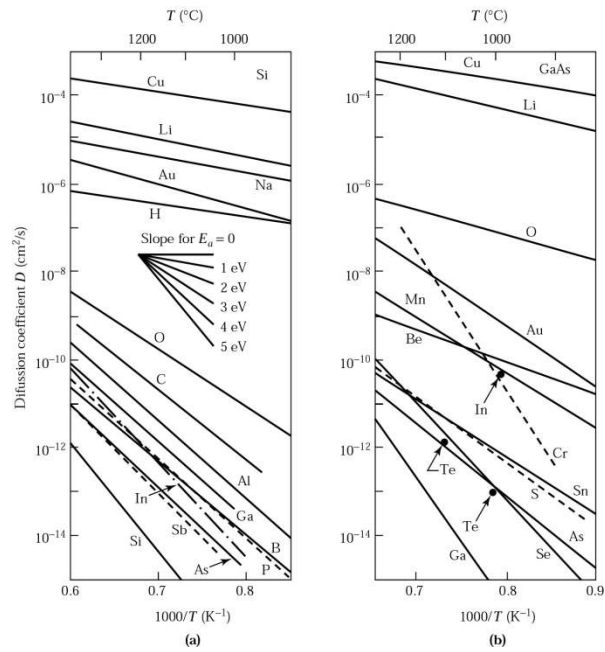 T (°C)
1200
1000
Si
Cu
Li
Au
Na
H
Slope for Eₐ = 0
1 eV
2 eV
3 eV
4 eV
5 eV
O
C
In
Al
Ga
Sb
B
Si
As
P
10⁻⁴
10⁻⁶
10⁻⁸
10⁻¹⁰
10⁻¹²
10⁻¹⁴
Difussion coefficient D (cm²/s)
0.6
0.7
0.8
1000/T (K⁻¹)
(a)
T (°C)
1200
1000
Cu
GaAs
Li
O
Mn
Au
Be
In
Cr
Te
Sn
S
Te
As
Ga
Se
10⁻⁴
10⁻⁶
10⁻⁸
10⁻¹⁰
10⁻¹²
10⁻¹⁴
0.7
0.8
0.9
1000/T (K⁻¹)
(b)